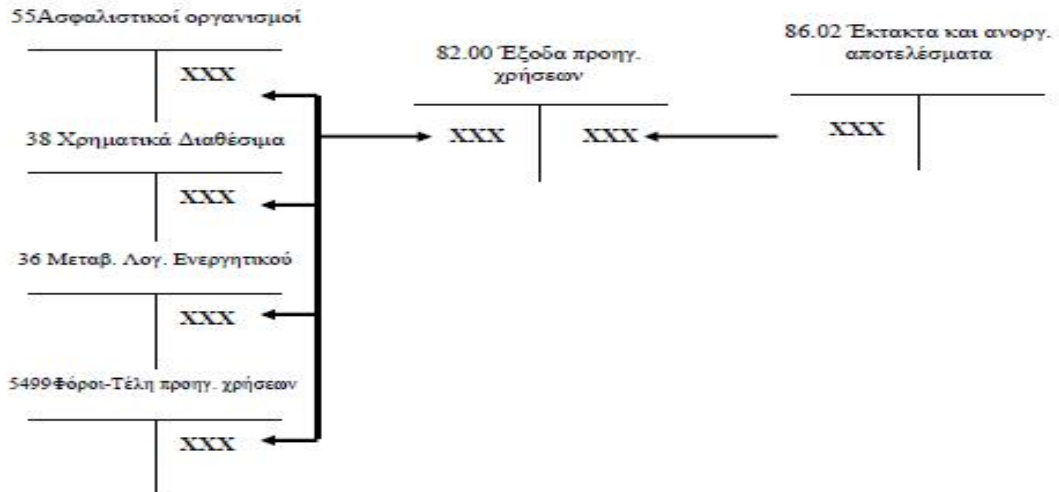 55Ασφαλιστικοί οργανισμοί
XXX
38 Χρηματικά Διαθέσιμα
XXX
36 Μεταβ. Λογ. Ενεργητικού
XXX
5499Φόροι-Τέλη προηγ. χρήσεων
XXX
82.00 Έξοδα προηγ.
χρήσεων
XXX XXX
86.02 Έκτακτα και ανοργ.
αποτελέσματα
XXX